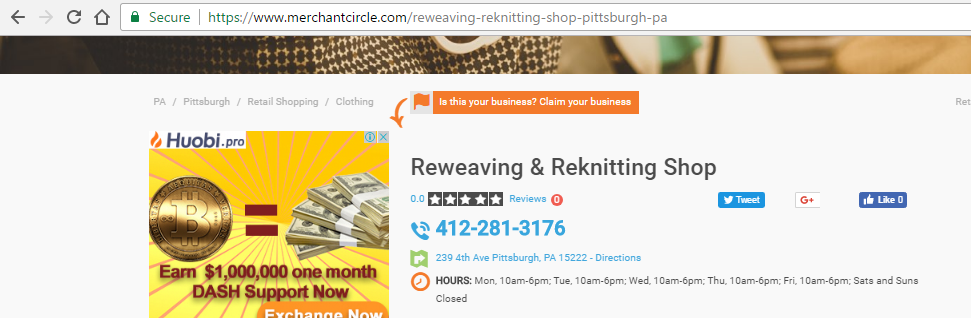 Secure https://www.merchantcircle.com/reweaving-reknitting-shop-pittsburgh-pa
PA / Pittsburgh / Retail Shopping / Clothing
Is this your business? Claim your business
Ret
Huobi.pro
Earn $1,000,000 one month
DASH Support Now
Exchange Now
Reweaving & Reknitting Shop
0.0 Reviews 0
Tweet
G+
Like 0
412-281-3176
239 4th Ave Pittsburgh, PA 15222 - Directions
HOURS: Mon, 10am-6pm; Tue, 10am-6pm; Wed, 10am-6pm; Thu, 10am-6pm; Fri, 10am-6pm; Sats and Suns
Closed